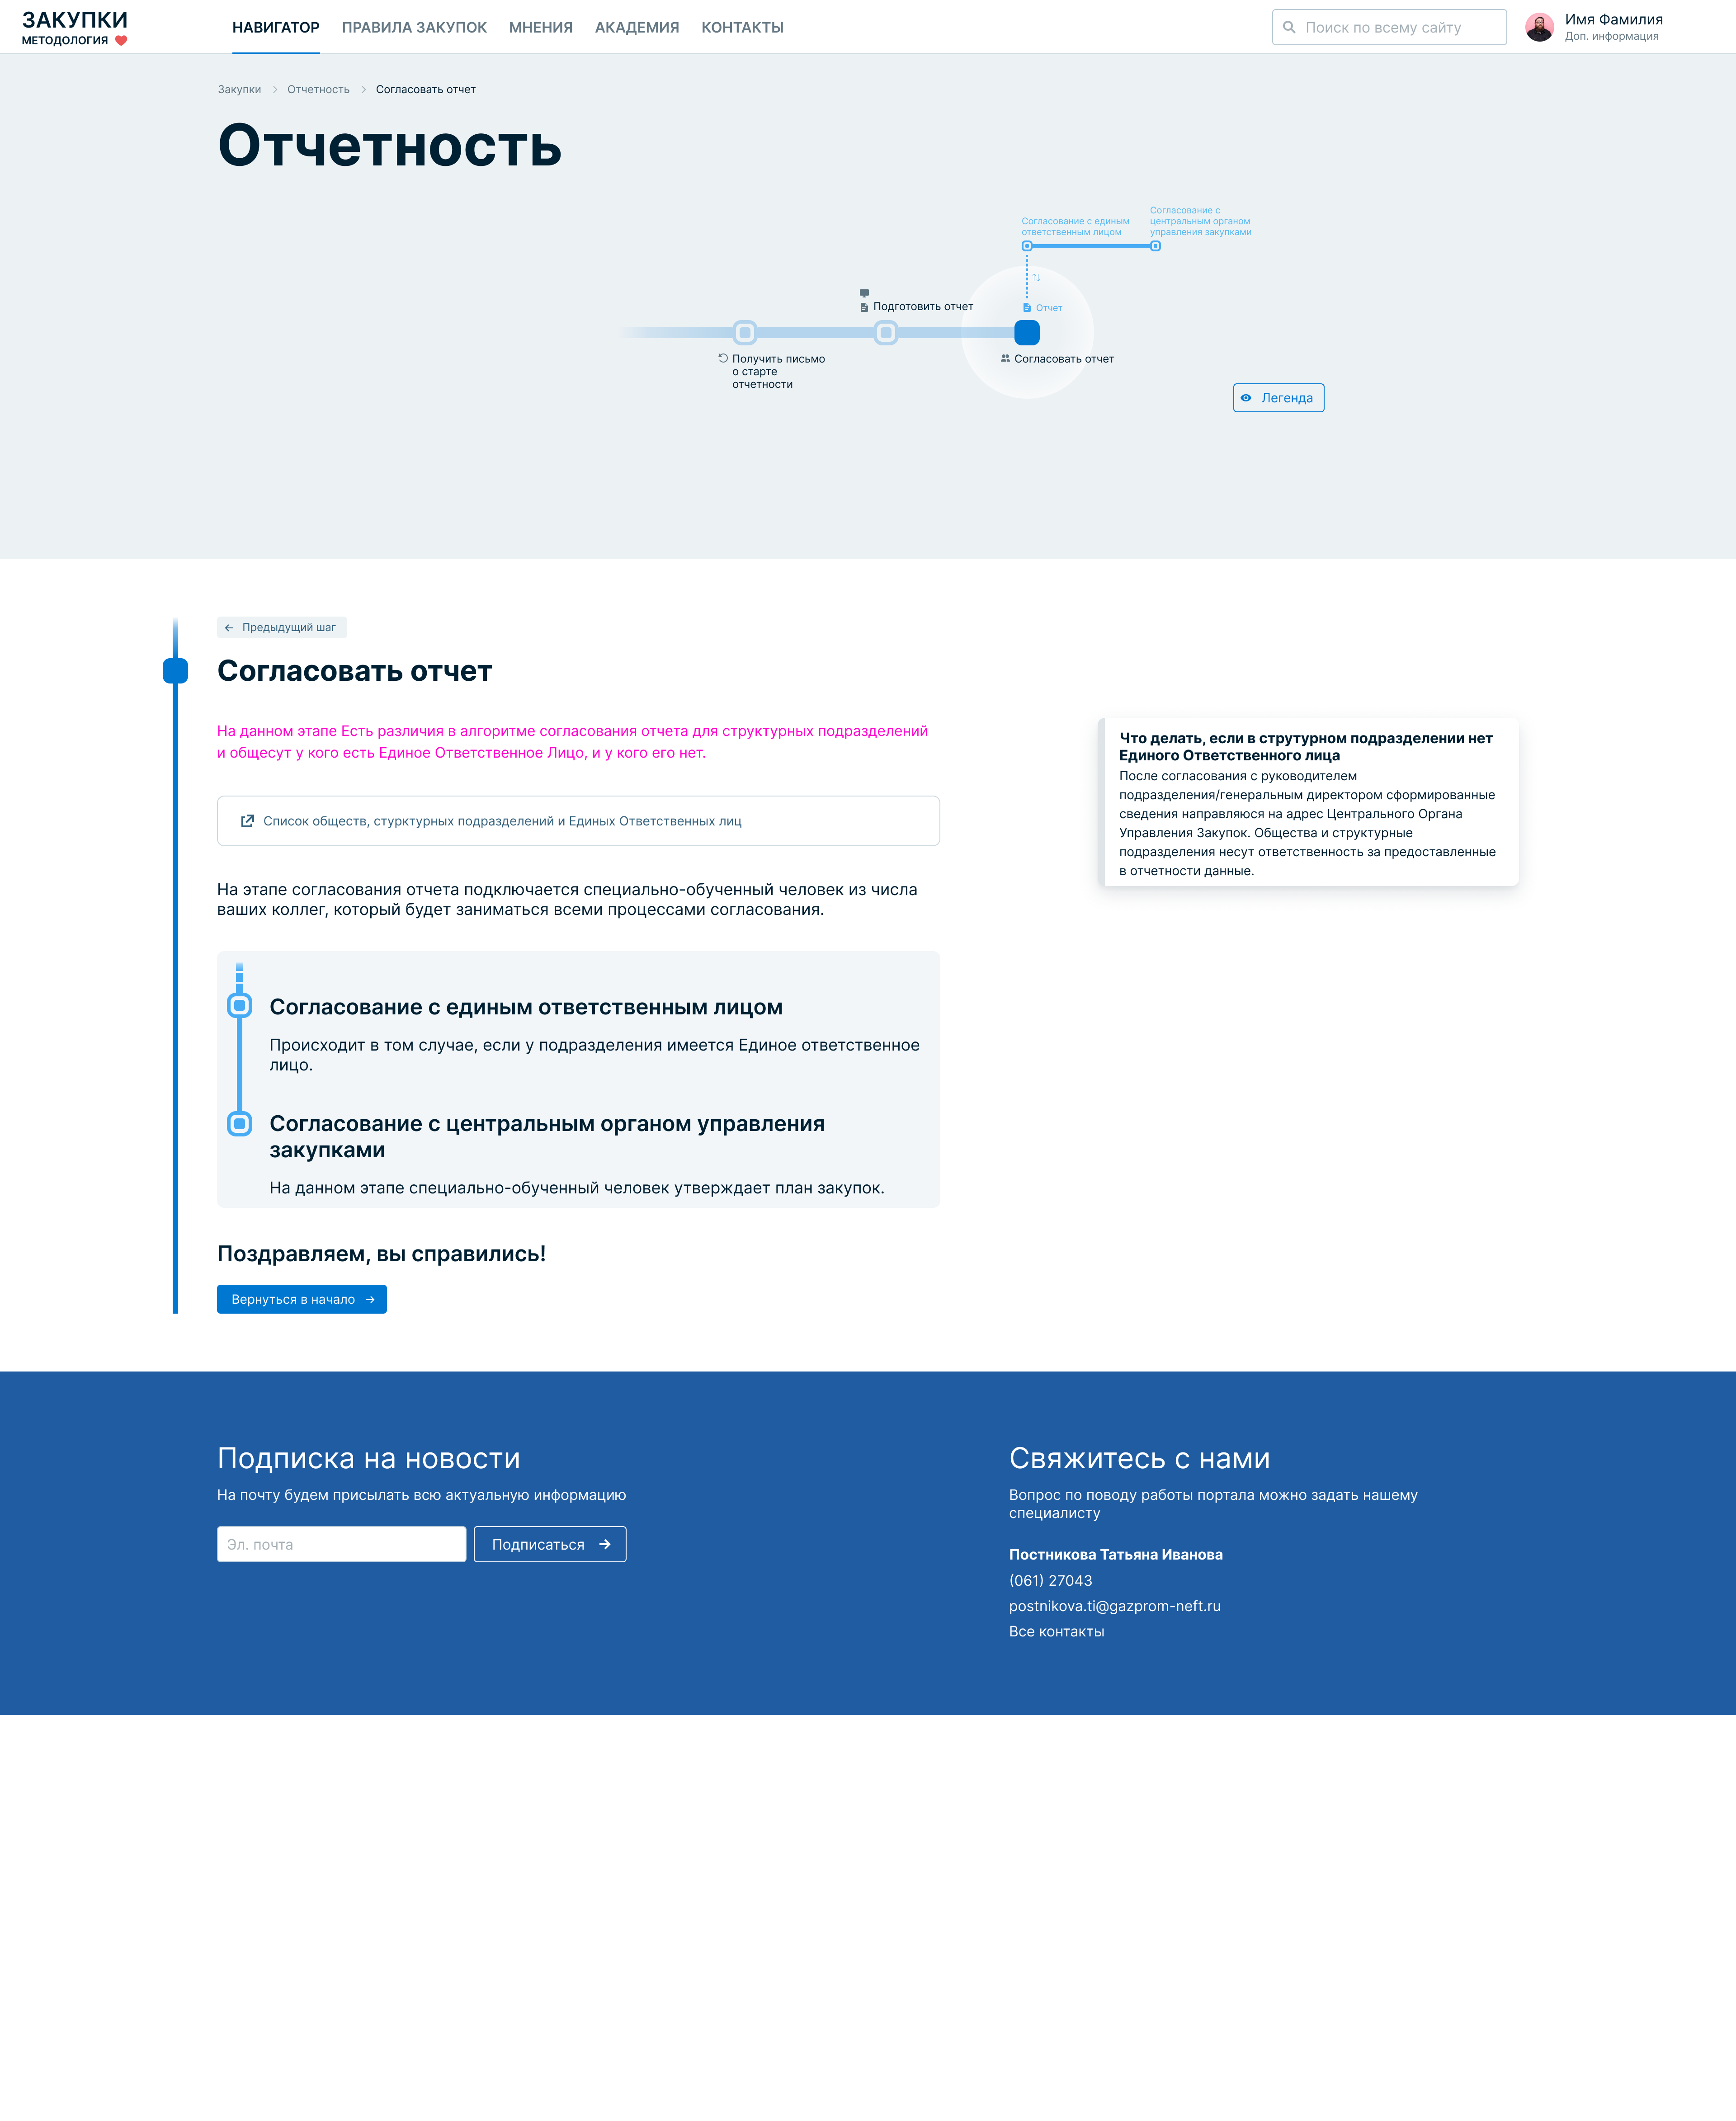 ЗАКУПКИ
МЕТОДОЛОГИЯ
НАВИГАТОР
ПРАВИЛА ЗАКУПОК
МНЕНИЯ
АКАДЕМИЯ
КОНТАКТЫ
Поиск по всему сайту
Имя Фамилия
Доп. информация
Закупки
Отчетность
Согласовать отчет
Отчетность
Согласование с единым
ответственным лицом
Согласование с
центральным органом
управления закупками
Подготовить отчет
Отчет
Получить письмо
о старте
отчетности
Согласовать отчет
Легенда
Предыдущий шаг
Согласовать отчет
На данном этапе Есть различия в алгоритме согласования отчета для структурных подразделений
и общесут у кого есть Единое Ответственное Лицо, и у кого его нет.
Список обществ, стурктурных подразделений и Единых Ответственных лиц
На этапе согласования отчета подключается специально-обученный человек из числа
ваших коллег, который будет заниматься всеми процессами согласования.
Согласование с единым ответственным лицом
Происходит в том случае, если у подразделения имеется Единое ответственное
лицо.
Согласование с центральным органом управления
закупками
На данном этапе специально-обученный человек утверждает план закупок.
Поздравляем, вы справились!
Вернуться в начало
Что делать, если в струтурном подразделении нет
Единого Ответственного лица
После согласования с руководителем
подразделения/генеральным директором сформированные
сведения направляюся на адрес Центрального Органа
Управления Закупок. Общества и структурные
подразделения несут ответственность за предоставленные
в отчетности данные.
Подписка на новости
На почту будем присылать всю актуальную информацию
Эл. почта
Подписаться
Свяжитесь с нами
Вопрос по поводу работы портала можно задать нашему
специалисту
Постникова Татьяна Иванова
(061) 27043
postnikova.ti@gazprom-neft.ru
Все контакты